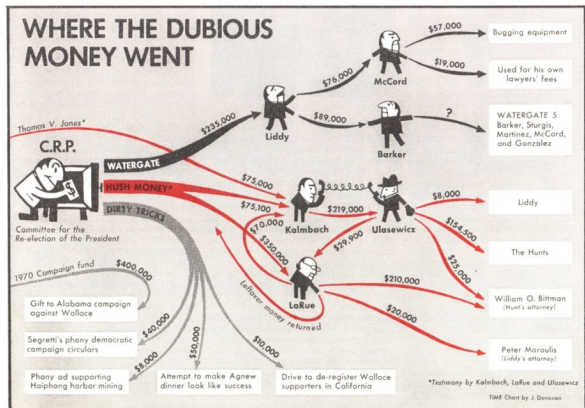 WHERE THE DUBIOUS
MONEY WENT
Thomas V. Jones*
C.R.P.
Committee for the
Re-election of the President
WATERGATE
HUSH MONEY*
DIRTY TRICKS
$235,000
Liddy
$76,000
McCord
$57,000
Bugging equipment
$19,000
Used for his own
lawyers' fees
$89,000
Barker
?
WATERGATE 5
Barker, Sturgis,
Martinez, McCord,
and Gonzalez
$75,000
$75,100
$70,000
$350,000
Kalmbach
$219,000
Ulasewicz
$29,900
LaRue
Leftover money returned
$8,000
Liddy
$154,500
The Hunts
$25,000
$210,000
William O. Bittman
(Hunt's attorney)
$20,000
Peter Maroulis
(Liddy's attorney)
1970 Campaign fund
$400,000
Gift to Alabama campaign
against Wallace
$40,000
Segretti's phony democratic
campaign circulars
$8,000
Phony ad supporting
Haiphong harbor mining
$50,000
Attempt to make Agnew
dinner look like success
$10,000
Drive to de-register Wallace
supporters in California
*Testimony by Kalmbach, LaRue and Ulasewicz
TIME Chart by J. Donovan